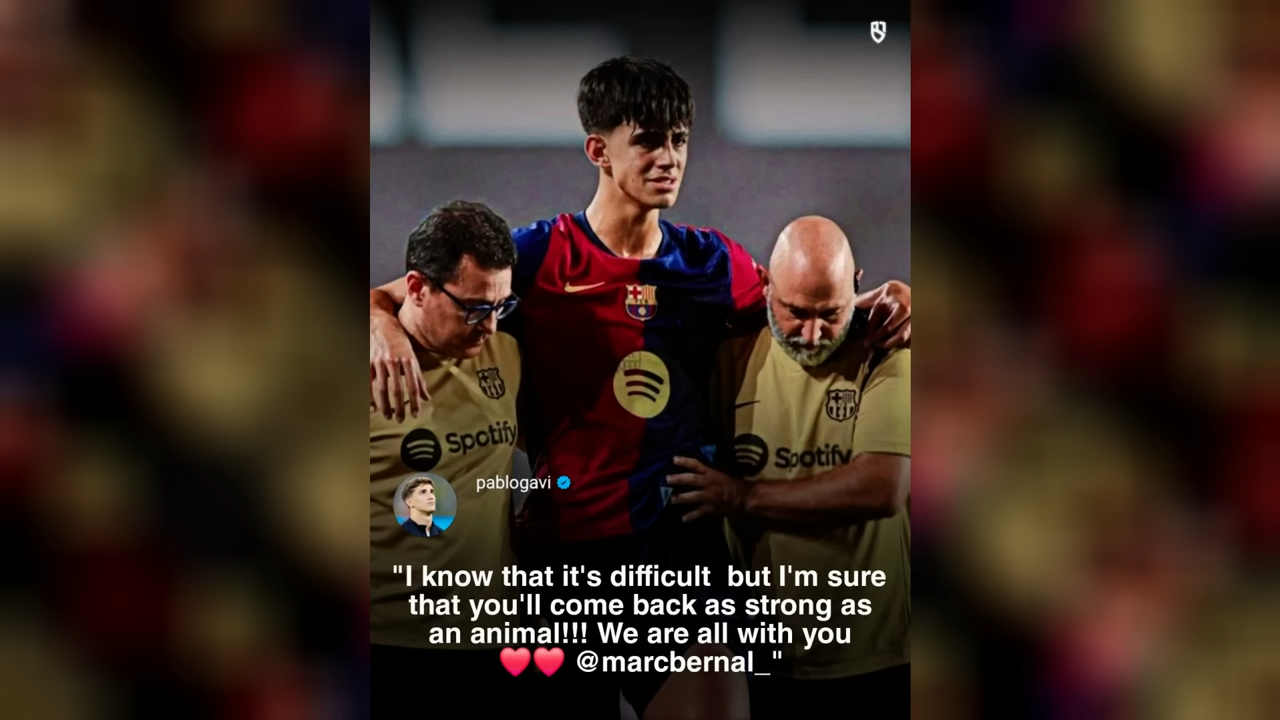 Spotify
Spotify
pablogavi
"I know that it's difficult  but I'm sure
that you'll come back as strong as
an animal!!! We are all with you
❤️❤️ @marcbernal_"